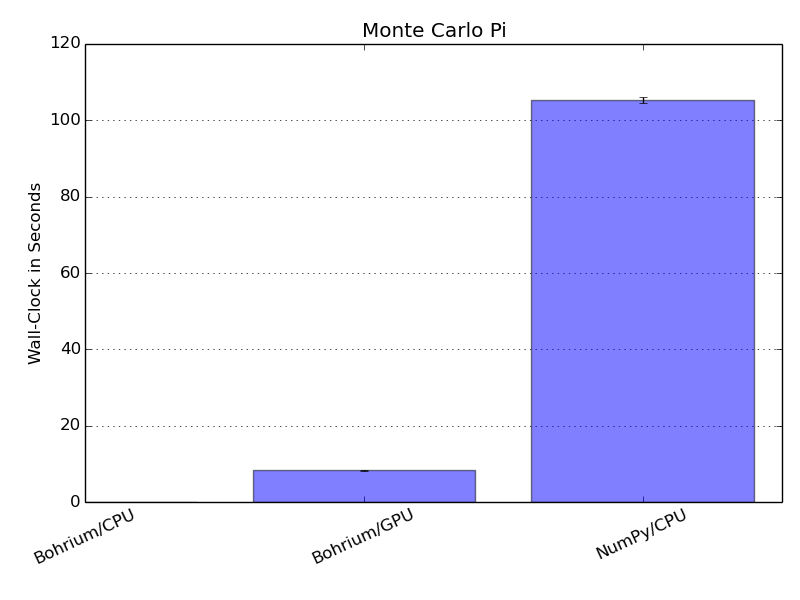 Monte Carlo Pi
120
100
80
60
40
20
0
Wall-Clock in Seconds
Bohrium/CPU
Bohrium/GPU
NumPy/CPU